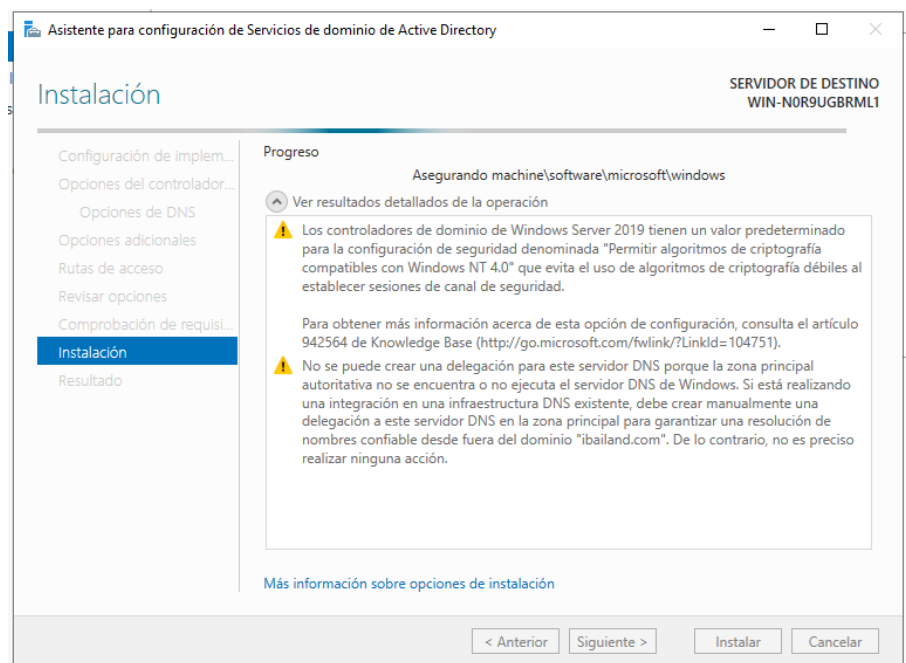 Asistente para configuración de Servicios de dominio de Active Directory
Instalación
SERVIDOR DE DESTINO
WIN-N0R9UGBRML1
Configuración de implem...
Opciones del controlador...
Opciones de DNS
Opciones adicionales
Rutas de acceso
Revisar opciones
Comprobación de requisi...
Instalación
Resultado
Progreso
Asegurando machine\software\microsoft\windows
Ver resultados detallados de la operación
Los controladores de dominio de Windows Server 2019 tienen un valor predeterminado
para la configuración de seguridad denominada "Permitir algoritmos de criptografía
compatibles con Windows NT 4.0" que evita el uso de algoritmos de criptografía débiles al
establecer sesiones de canal de seguridad.
Para obtener más información acerca de esta opción de configuración, consulta el artículo
942564 de Knowledge Base (http://go.microsoft.com/fwlink/?LinkId=104751).
No se puede crear una delegación para este servidor DNS porque la zona principal
autoritativa no se encuentra o no ejecuta el servidor DNS de Windows. Si está realizando
una integración en una infraestructura DNS existente, debe crear manualmente una
delegación a este servidor DNS en la zona principal para garantizar una resolución de
nombres confiable desde fuera del dominio "ibailand.com". De lo contrario, no es preciso
realizar ninguna acción.
Más información sobre opciones de instalación
< Anterior
Siguiente >
Instalar
Cancelar